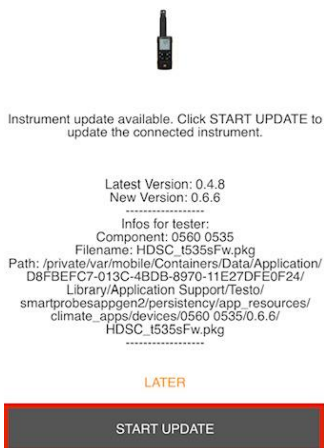 Instrument update available. Click START UPDATE to
update the connected instrument.
Latest Version: 0.4.8
New Version: 0.6.6
------------------
Infos for tester:
Component: 0560 0535
Filename: HDSC_t535sFw.pkg
Path: /private/var/mobile/Containers/Data/Application/
D8FBEFC7-013C-4BDB-8970-11E27DFE0F24/
Library/Application Support/Testo/
smartprobesappgen2/persistency/app_resources/
climate_apps/devices/0560 0535/0.6.6/
HDSC_t535sFw.pkg
------------------
LATER
START UPDATE